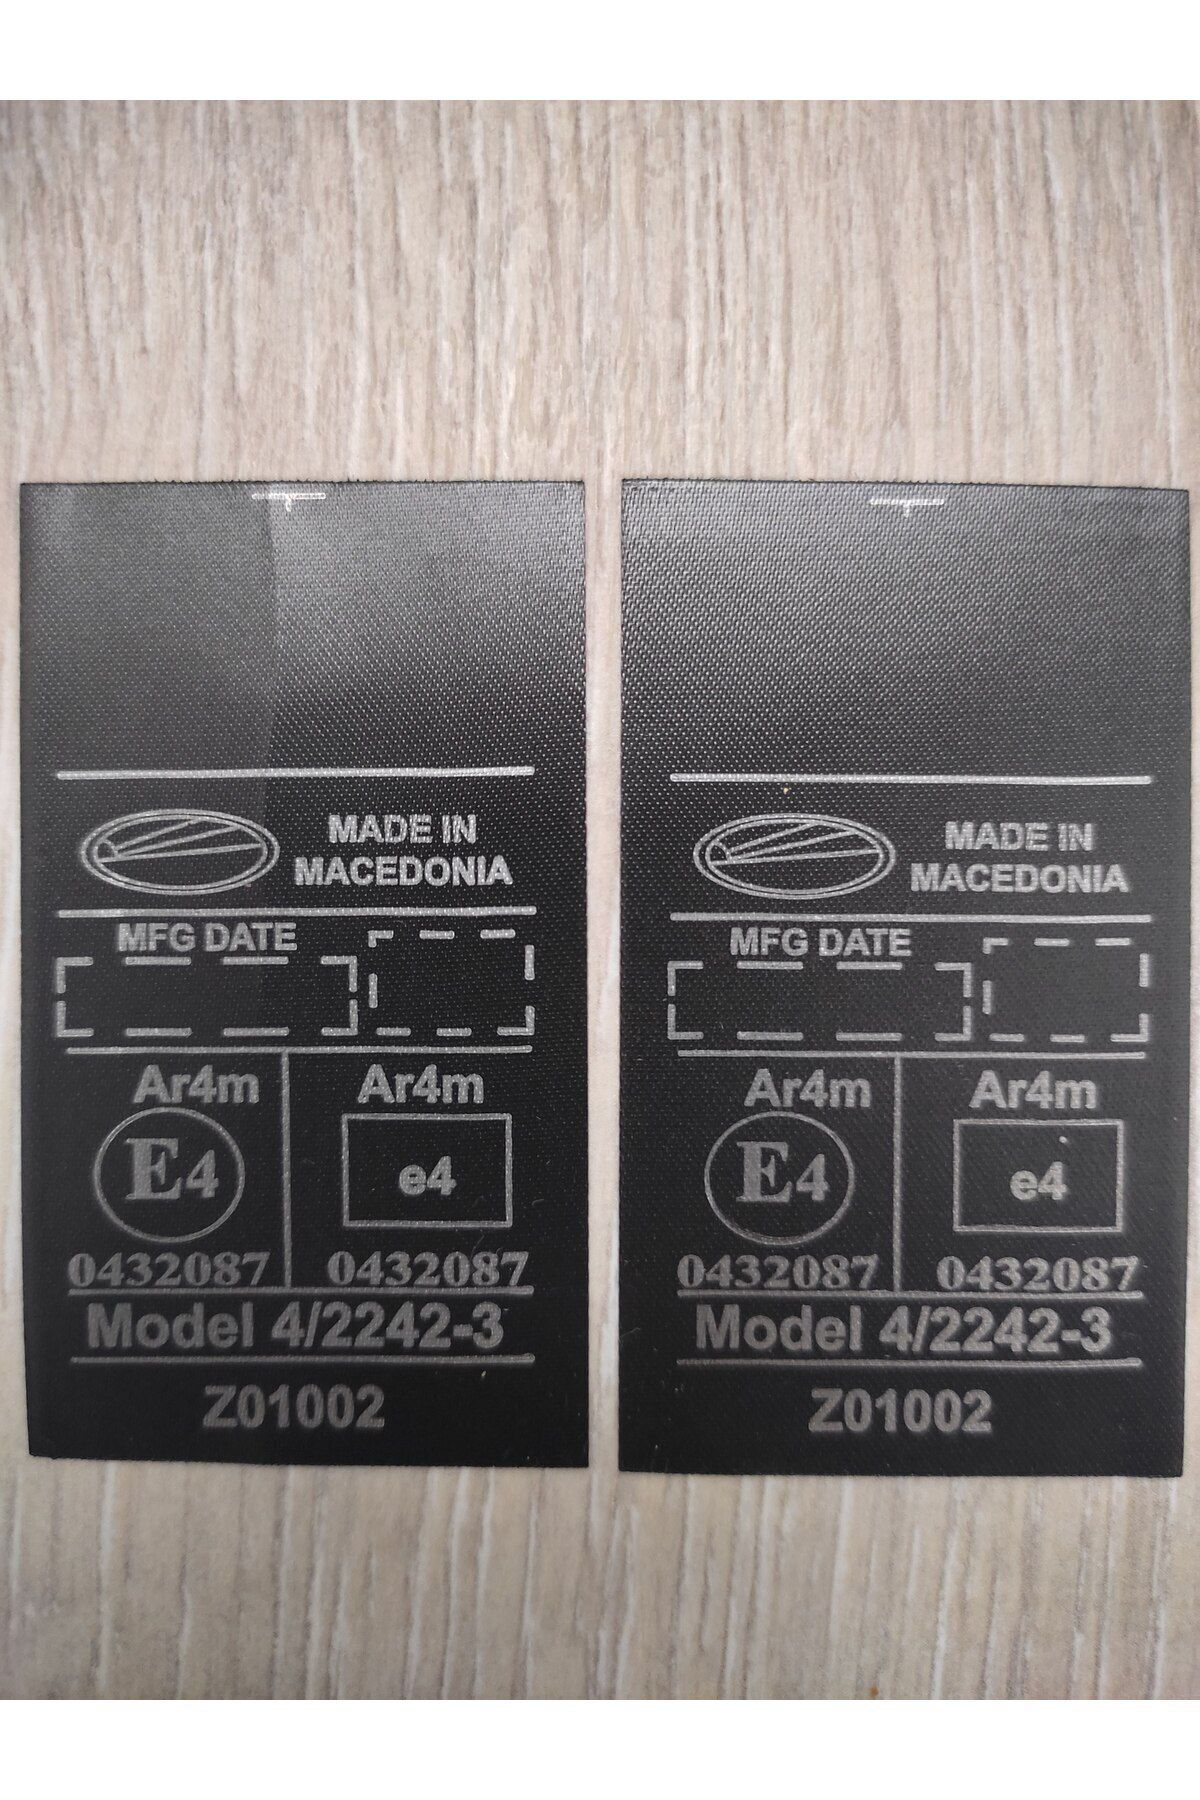 MADE IN
MACEDONIA
MFG DATE
Ar4m Ar4m
E4 e4
0432087 0432087
Model 4/2242-3
Z01002
MADE IN
MACEDONIA
MFG DATE
Ar4m Ar4m
E4 e4
0432087 0432087
Model 4/2242-3
Z01002